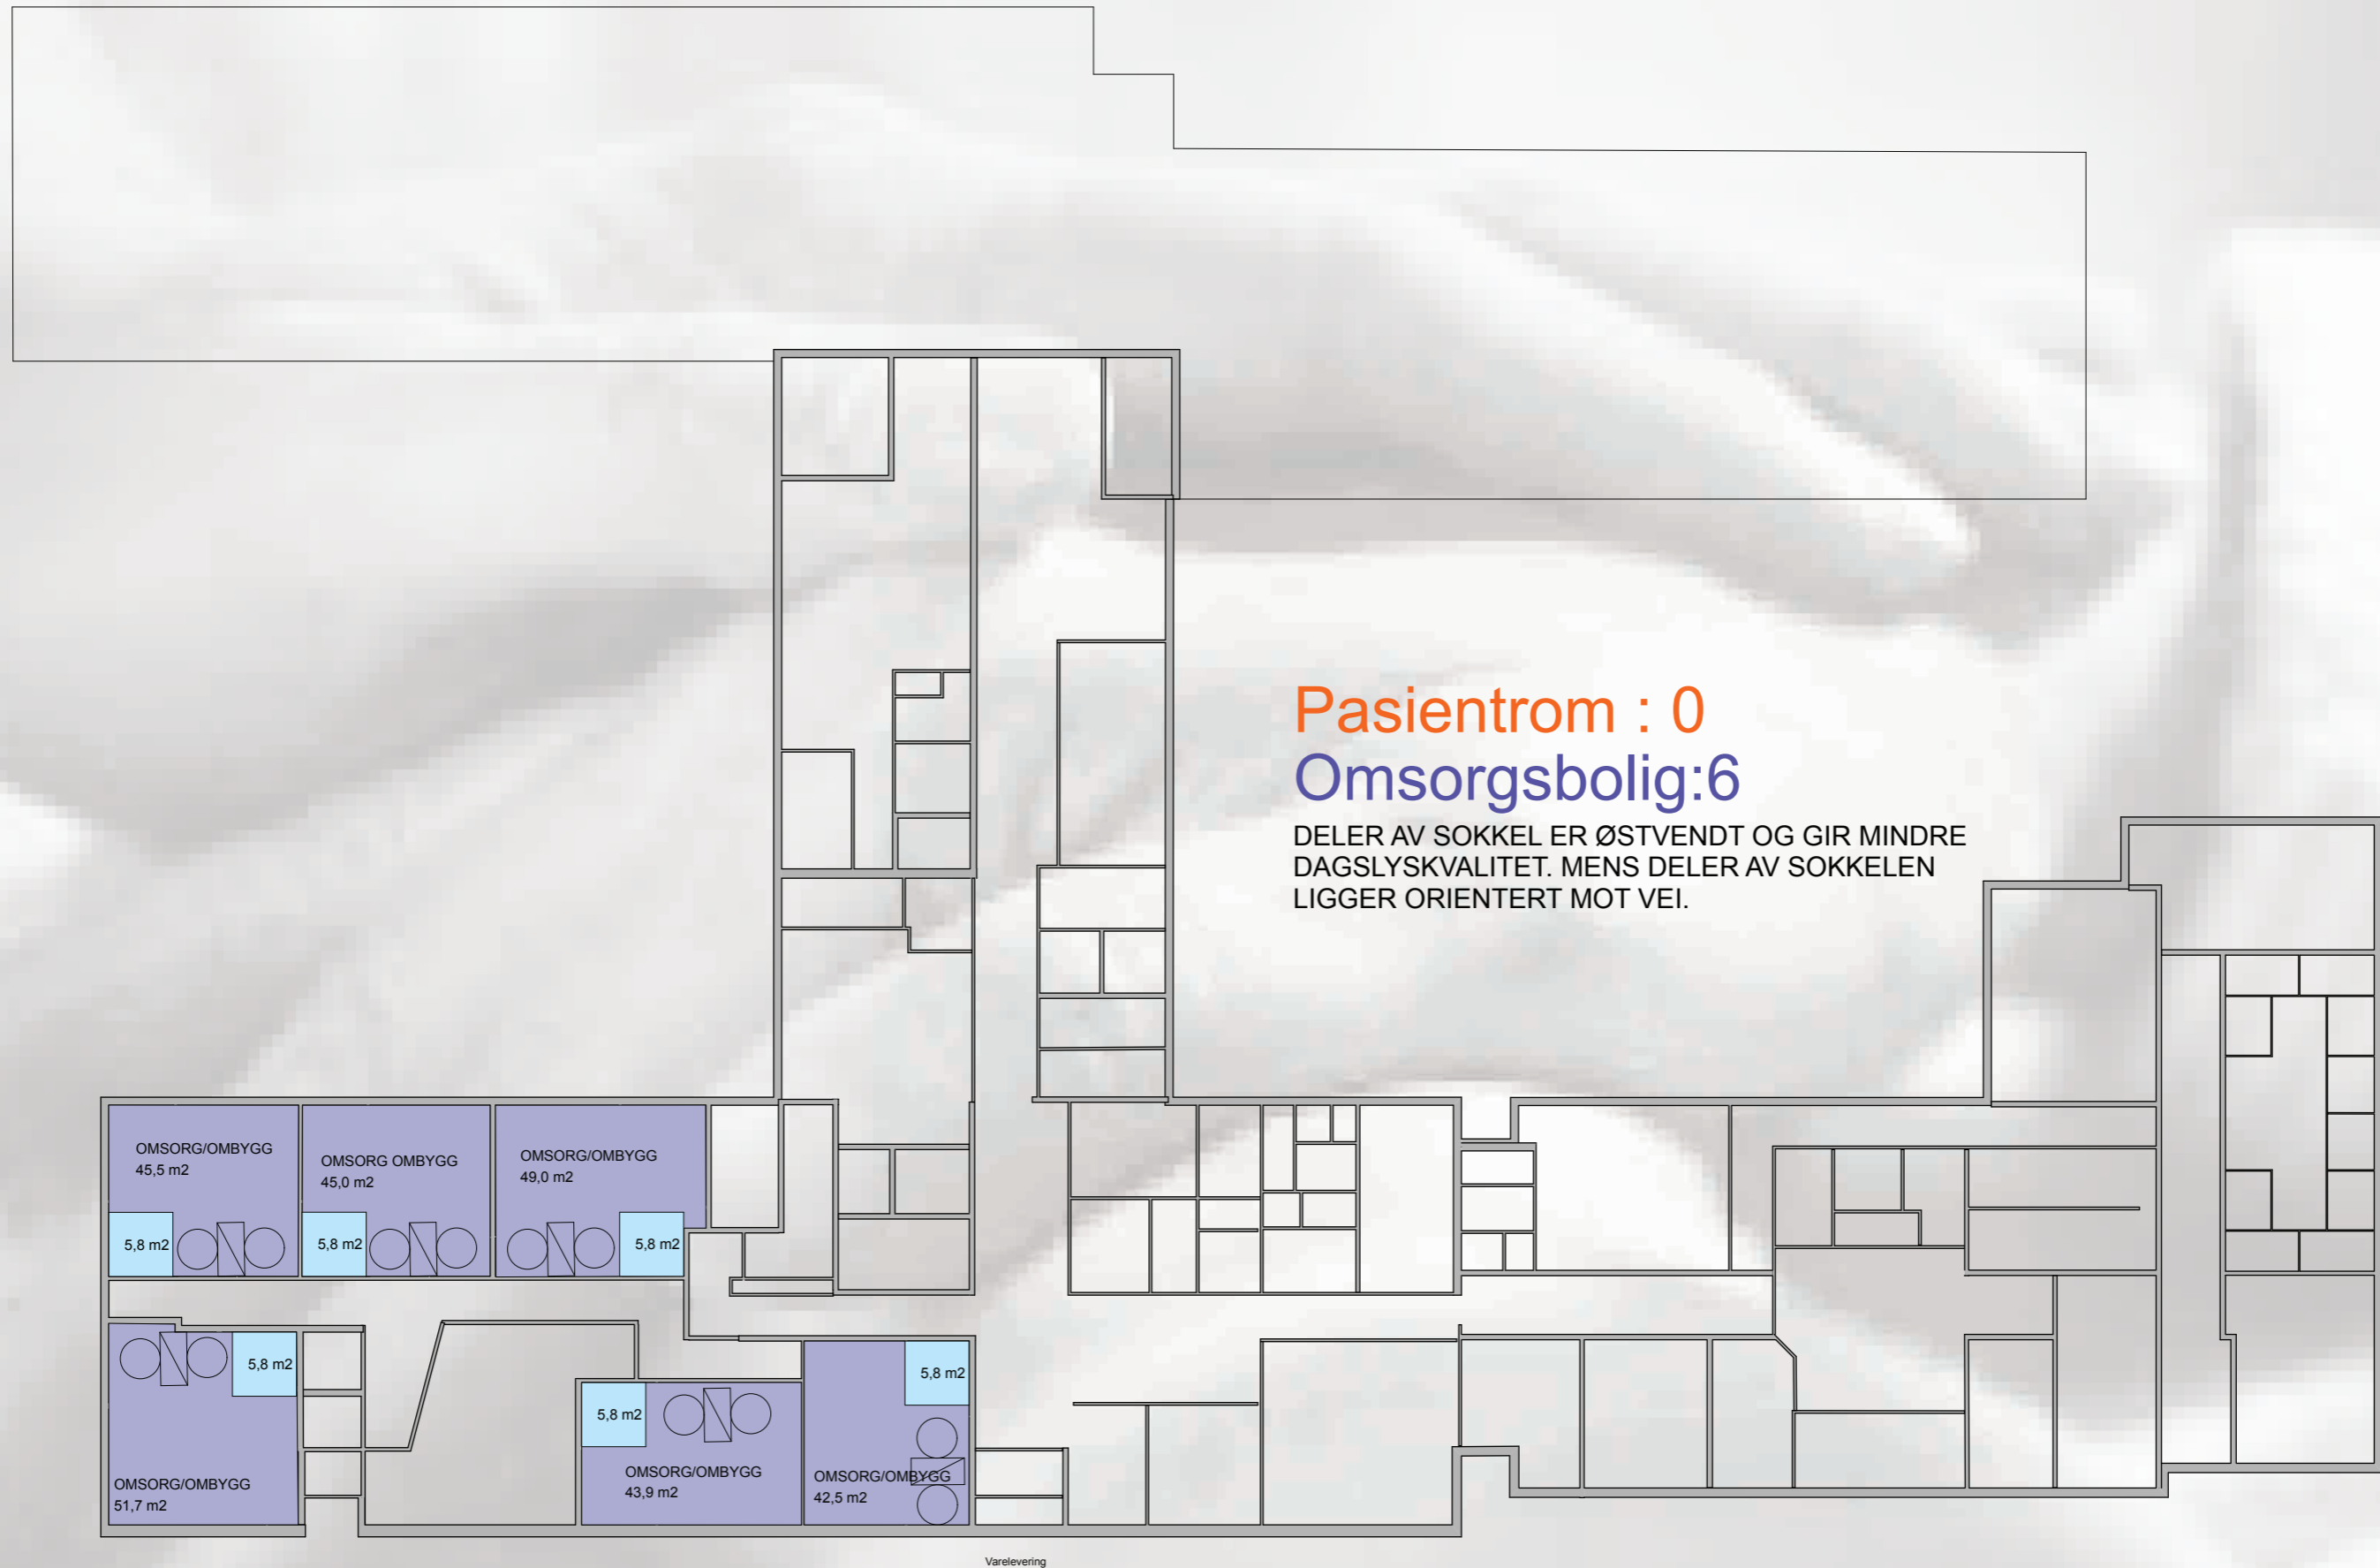 Pasientrom : 0
Omsorgsbolig:6
DELER AV SOKKEL ER ØSTVENDT OG GIR MINDRE
DAGSLYSKVALITET. MENS DELER AV SOKKELEN
LIGGER ORIENTERT MOT VEI.
OMSORG/OMBYGG
45,5 m2
5,8 m2
OMSORG OMBYGG
45,0 m2
5,8 m2
OMSORG/OMBYGG
49,0 m2
5,8 m2
5,8 m2
OMSORG/OMBYGG
51,7 m2
5,8 m2
OMSORG/OMBYGG
43,9 m2
5,8 m2
OMSORG/OMBYGG
42,5 m2
Varelevering